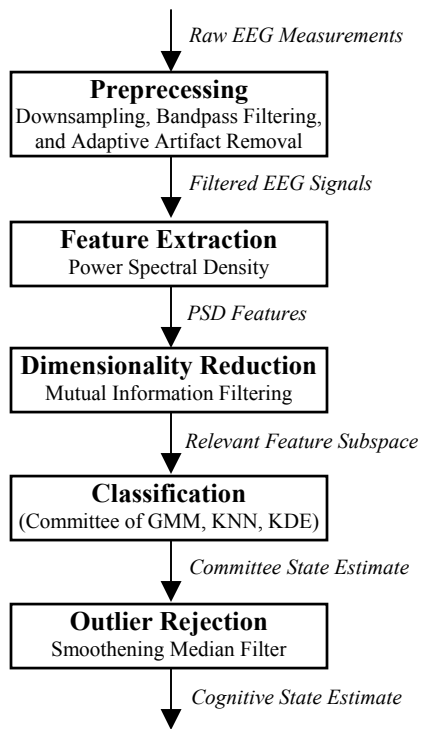 Raw EEG Measurements
Preprecessing
Downsampling, Bandpass Filtering,
and Adaptive Artifact Removal
Filtered EEG Signals
Feature Extraction
Power Spectral Density
PSD Features
Dimensionality Reduction
Mutual Information Filtering
Relevant Feature Subspace
Classification
(Committee of GMM, KNN, KDE)
Committee State Estimate
Outlier Rejection
Smoothening Median Filter
Cognitive State Estimate